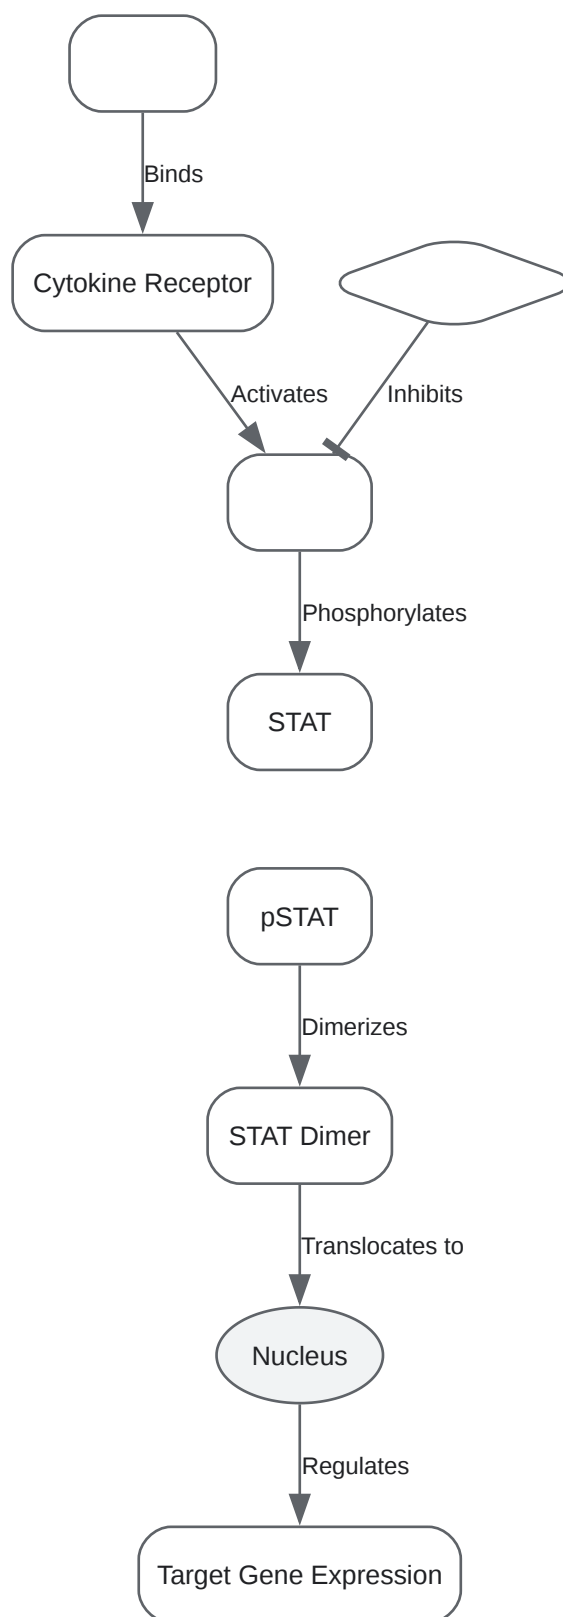 Binds
Cytokine Receptor
Activates
Inhibits
Phosphorylates
STAT
pSTAT
Dimerizes
STAT Dimer
Translocates to
Nucleus
Regulates
Target Gene Expression